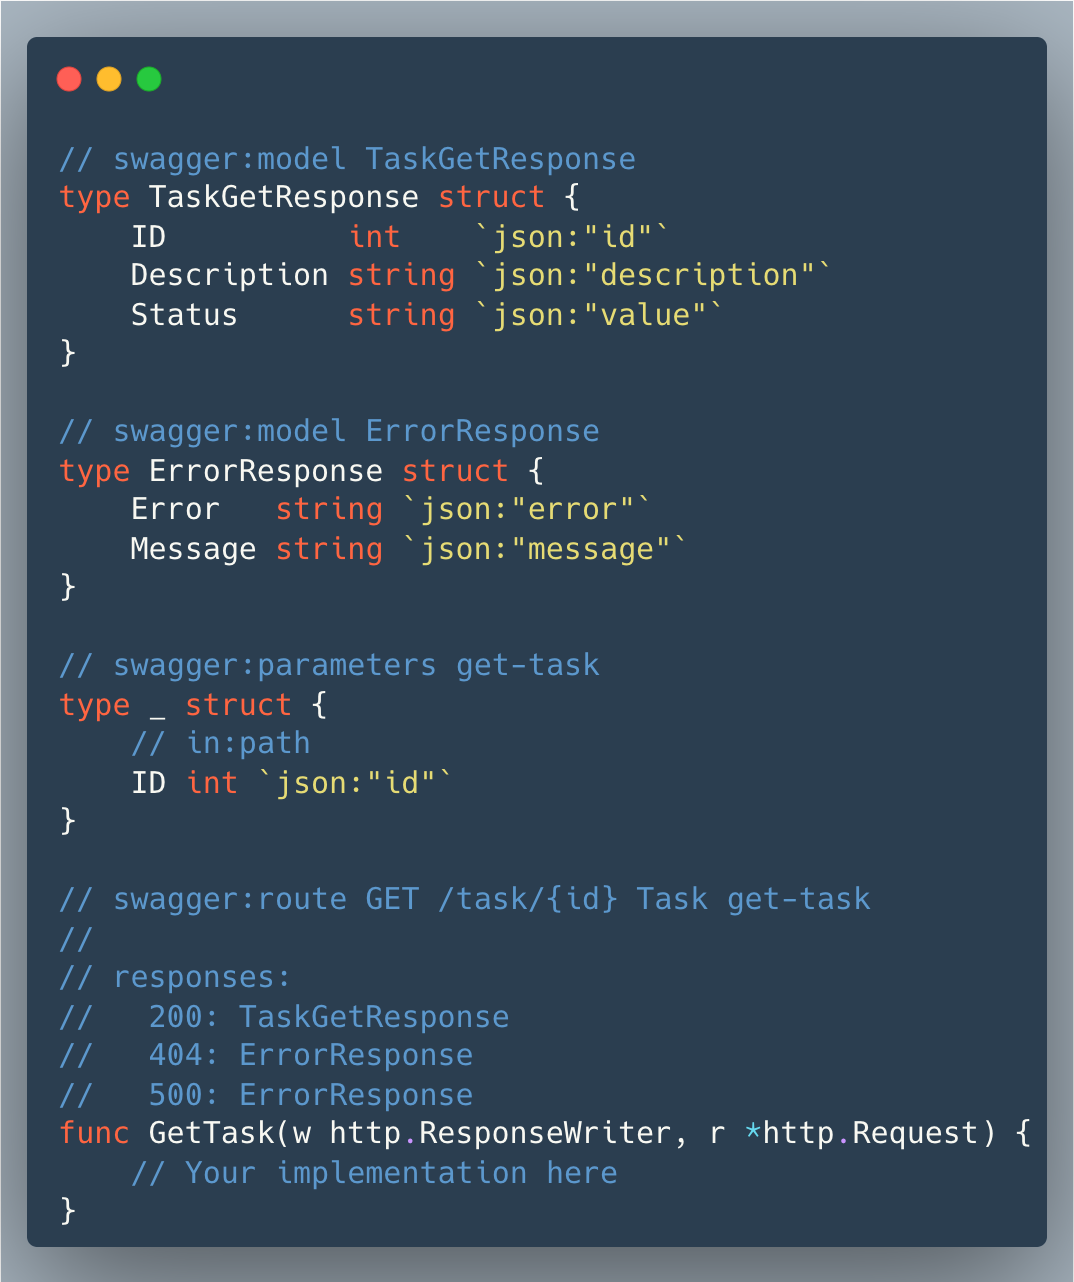 // swagger:model TaskGetResponse
type TaskGetResponse struct {
    ID          int    `json:"id"`
    Description string `json:"description"`
    Status      string `json:"value"`
}

// swagger:model ErrorResponse
type ErrorResponse struct {
    Error   string `json:"error"`
    Message string `json:"message"`
}

// swagger:parameters get-task
type _ struct {
    // in:path
    ID int `json:"id"`
}

// swagger:route GET /task/{id} Task get-task
//
// responses:
//   200: TaskGetResponse
//   404: ErrorResponse
//   500: ErrorResponse
func GetTask(w http.ResponseWriter, r *http.Request) {
    // Your implementation here
}